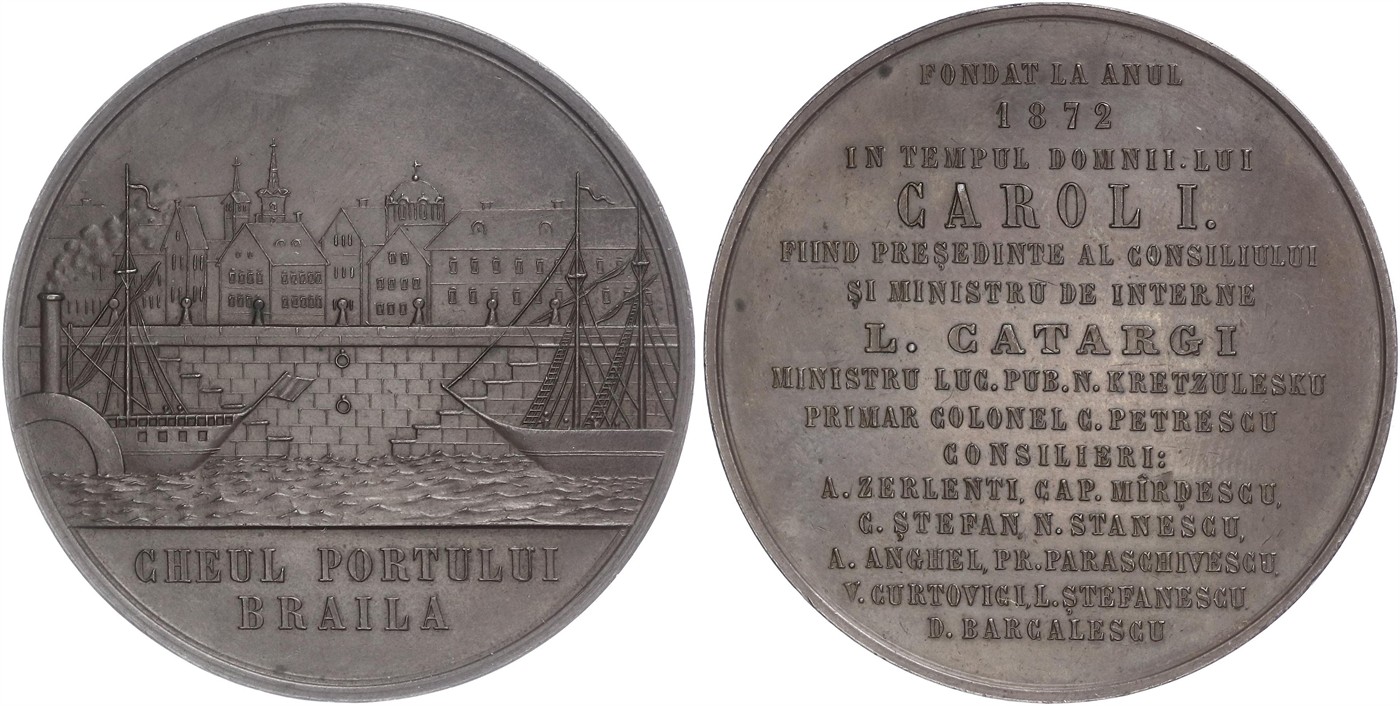 CHEUL PORTULUI
BRAILA
FONDAT LA ANUL
1872
IN TEMPUL DOMNII·LUI
CAROL I.
FIIND PREȘEDINTE AL CONSILIULUI
ȘI MINISTRU DE INTERNE
L. CATARGI
MINISTRU LUC. PUB. N. KRETZULESKU
PRIMAR COLONEL C. PETRESCU
CONSILIERI:
A. ZERLENTI, CAP. MÎRḐESCU,
C. ȘTEFAN, N. STANESCU,
A. ANGHEL, PR. PARASCHIVESCU,
V. CURTOVICI, L. ȘTEFANESCU
D. BARCALESCU